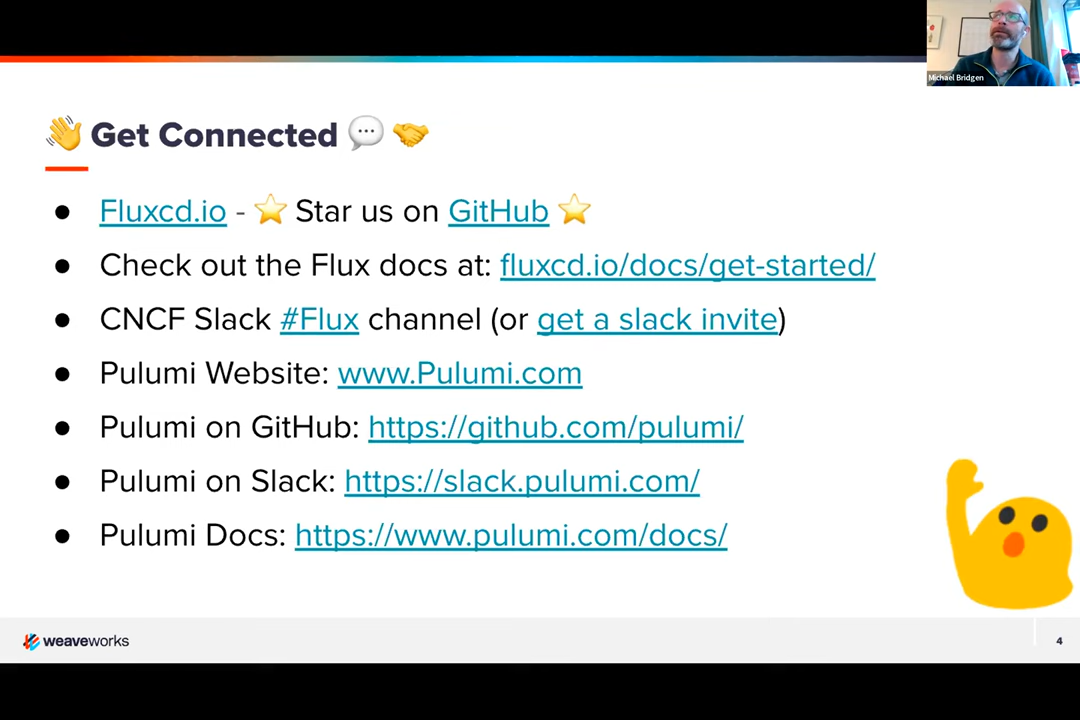 Michael Bridgen
👋 Get Connected 💬 🤝
● Fluxcd.io - ⭐ Star us on GitHub ⭐
● Check out the Flux docs at: fluxcd.io/docs/get-started/
● CNCF Slack #Flux channel (or get a slack invite)
● Pulumi Website: www.Pulumi.com
● Pulumi on GitHub: https://github.com/pulumi/
● Pulumi on Slack: https://slack.pulumi.com/
● Pulumi Docs: https://www.pulumi.com/docs/
weaveworks
4